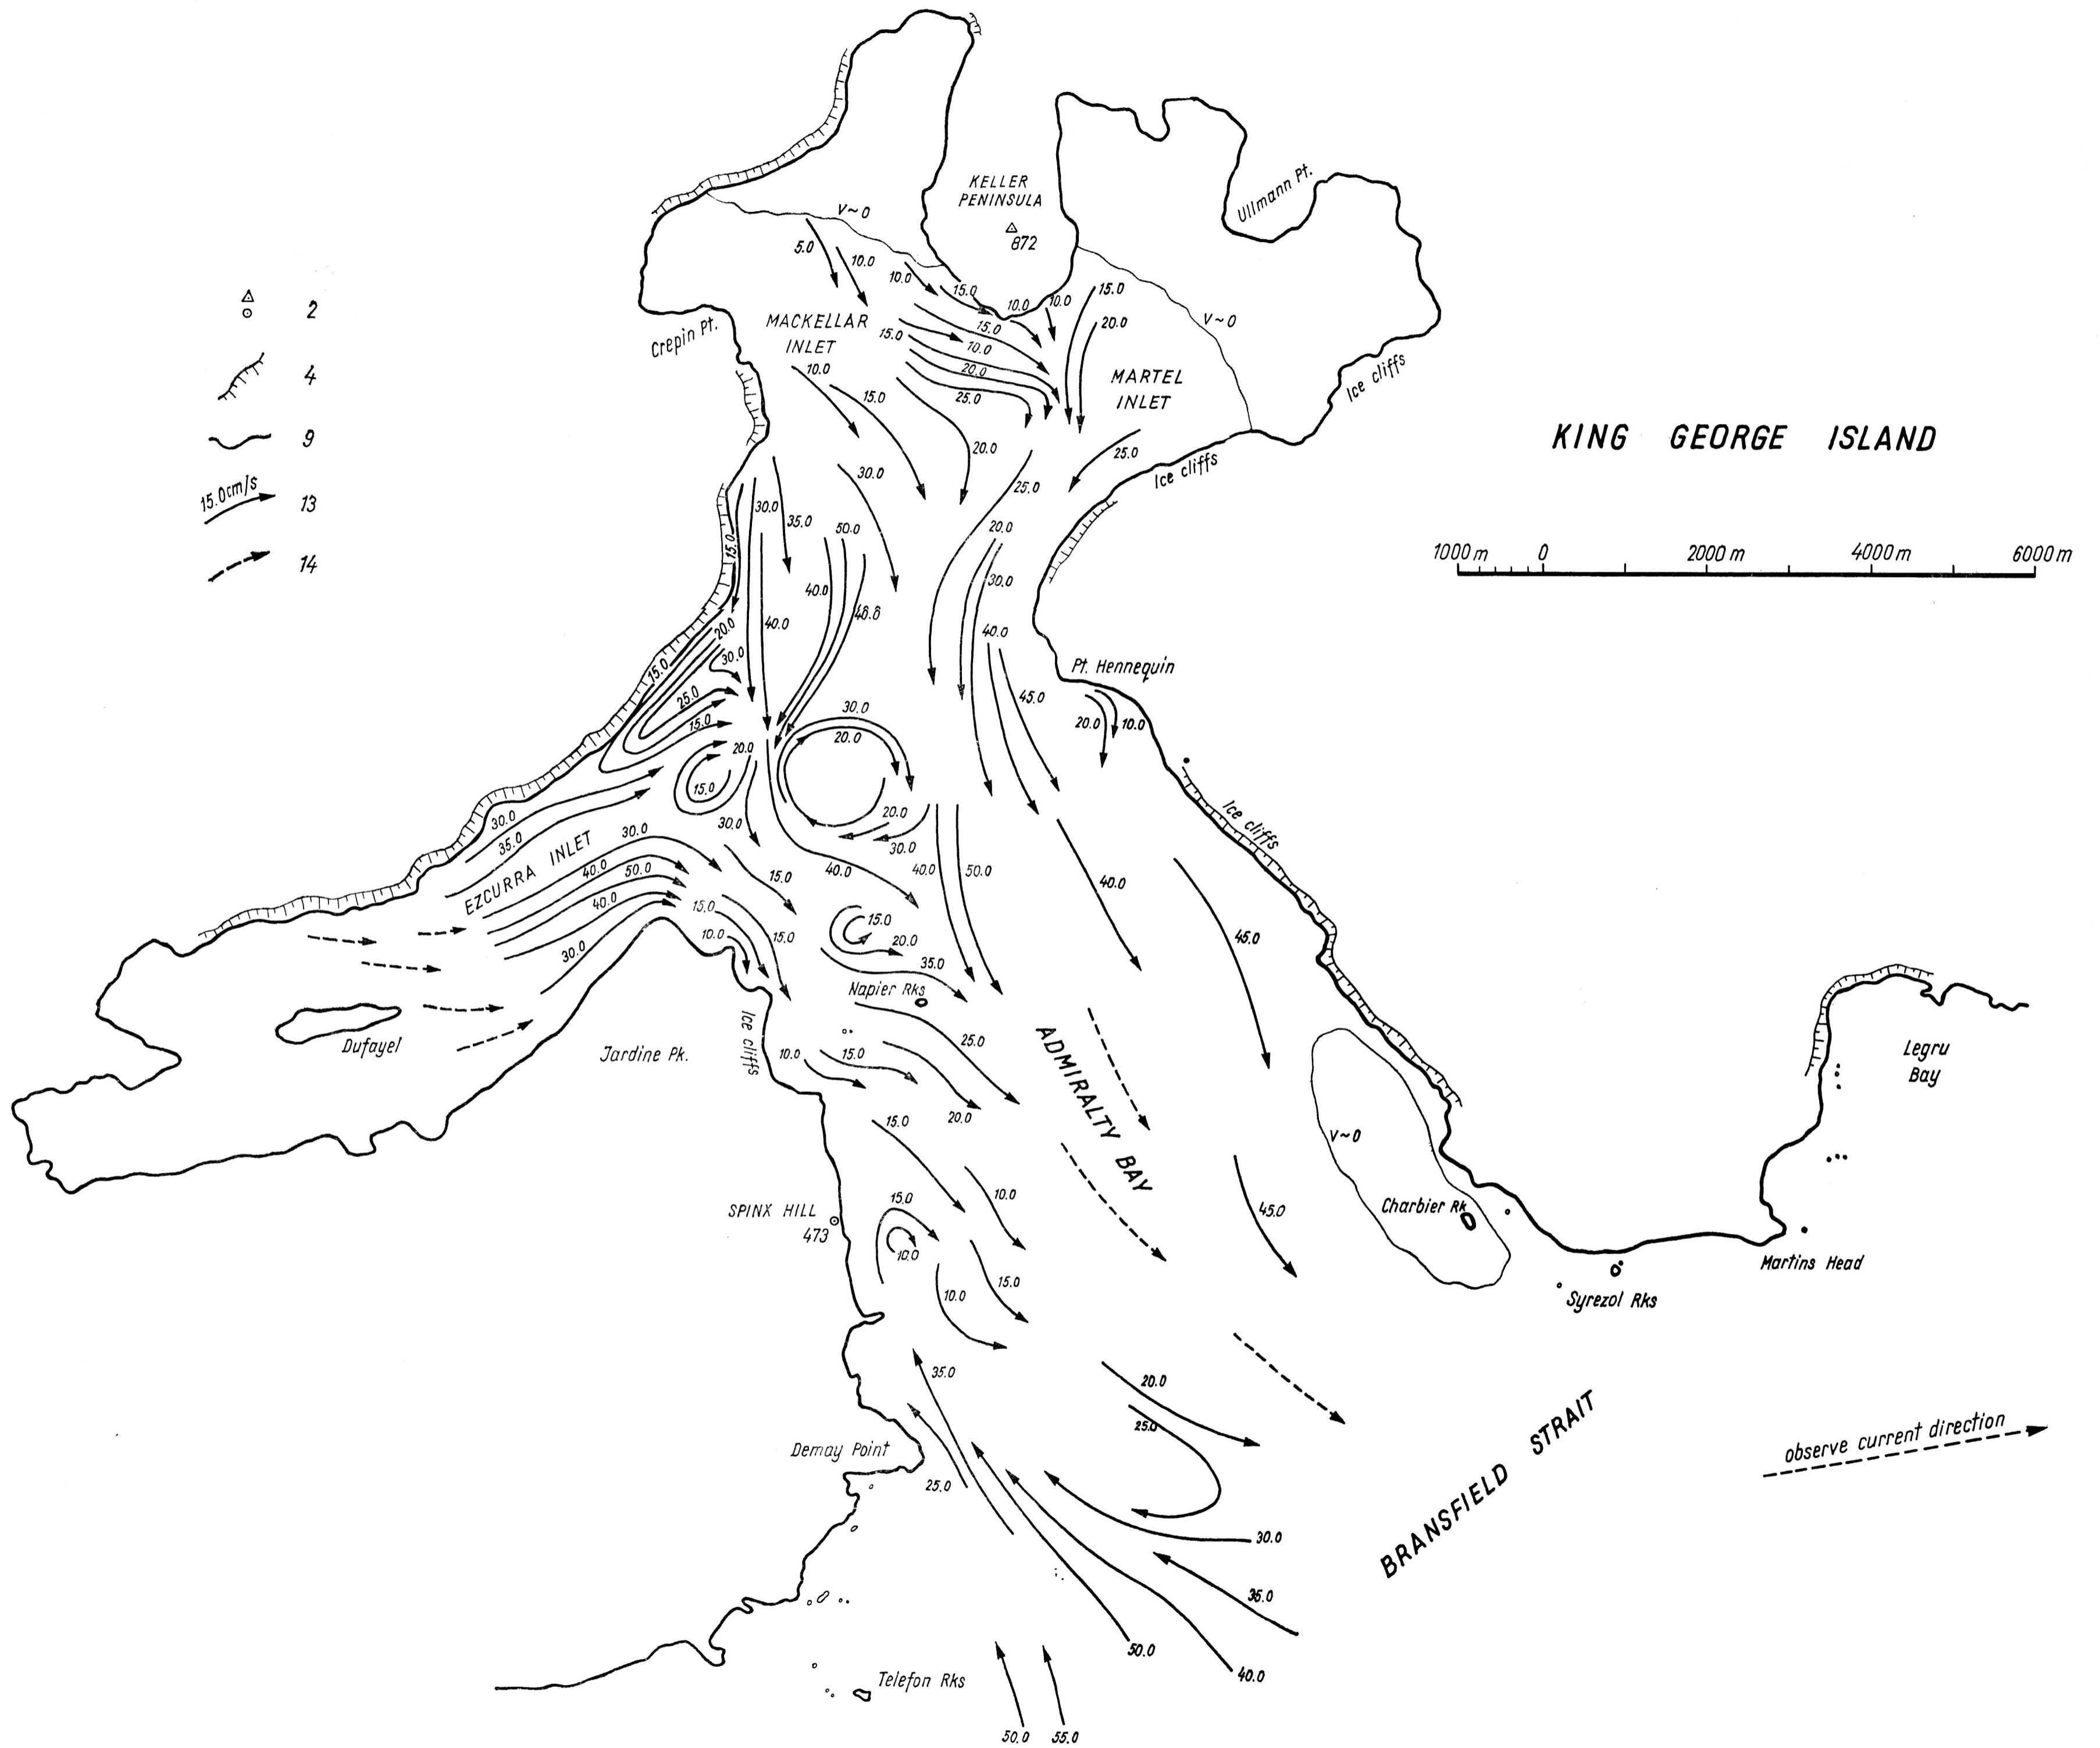 KELLER
PENINSULA
872
Ullmann Pt.
V~0
5.0
10.0
10.0
15.0
10.0
10.0
15.0
20.0
V~0
2
4
9
15.0cm/s
13
14
Crepin Pt.
MACKELLAR
INLET
15.0
15.0
10.0
20.0
25.0
10.0
15.0
MARTEL
INLET
Ice cliffs
Ice cliffs
25.0
20.0
30.0
25.0
KING GEORGE ISLAND
1000 m
0
2000 m
4000 m
6000 m
30.0
35.0
50.0
20.0
15.0
40.0
46.6
30.0
40.0
20.0
40.0
30.0
15.0
Pt. Hennequin
25.0
15.0
45.0
20.0
10.0
30.0
20.0
20.0
15.0
30.0
20.0
30.0
35.0
30.0
Ice cliffs
EZCURRA INLET
40.0
50.0
40.0
30.0
15.0
40.0
40.0
50.0
40.0
15.0
10.0
15.0
15.0
20.0
35.0
45.0
30.0
Napier Rks
Dufayel
Jardine Pk.
Ice cliffs
10.0
15.0
25.0
20.0
ADMIRALTY BAY
Legru
Bay
15.0
V~0
10.0
15.0
SPINX HILL
473
10.0
45.0
Charbier Rk
Martins Head
Syrezol Rks
15.0
10.0
35.0
20.0
25.0
Demay Point
25.0
BRANSFIELD STRAIT
observe current direction
30.0
35.0
50.0
40.0
Telefon Rks
50.0
55.0